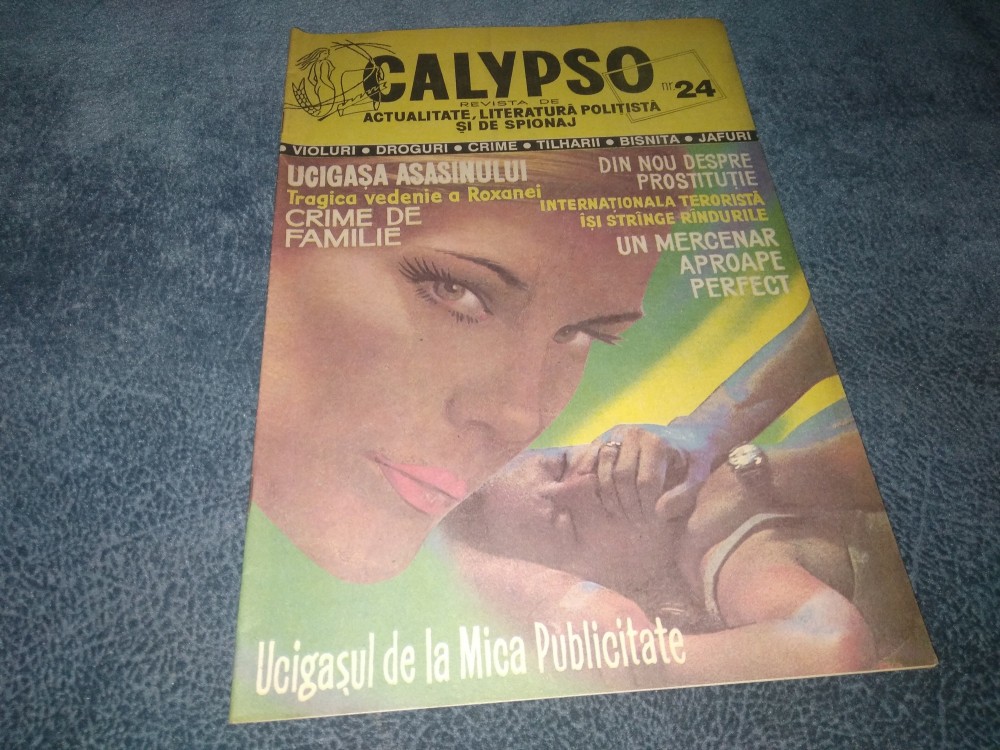 CALYPSO
nr 24
REVISTA DE
ACTUALITATE, LITERATURĂ POLIȚISTĂ
ȘI DE SPIONAJ
• VIOLURI • DROGURI • CRIME • TILHARII • BISNITA • JAFURI
UCIGAȘA ASASINULUI
Tragica vedenie a Roxanei
CRIME DE
FAMILIE
DIN NOU DESPRE
PROSTITUȚIE
INTERNAȚIONALA TERORISTĂ
ÎȘI STRÎNGE RÎNDURILE
UN MERCENAR
APROAPE
PERFECT
Ucigașul de la Mica Publicitate